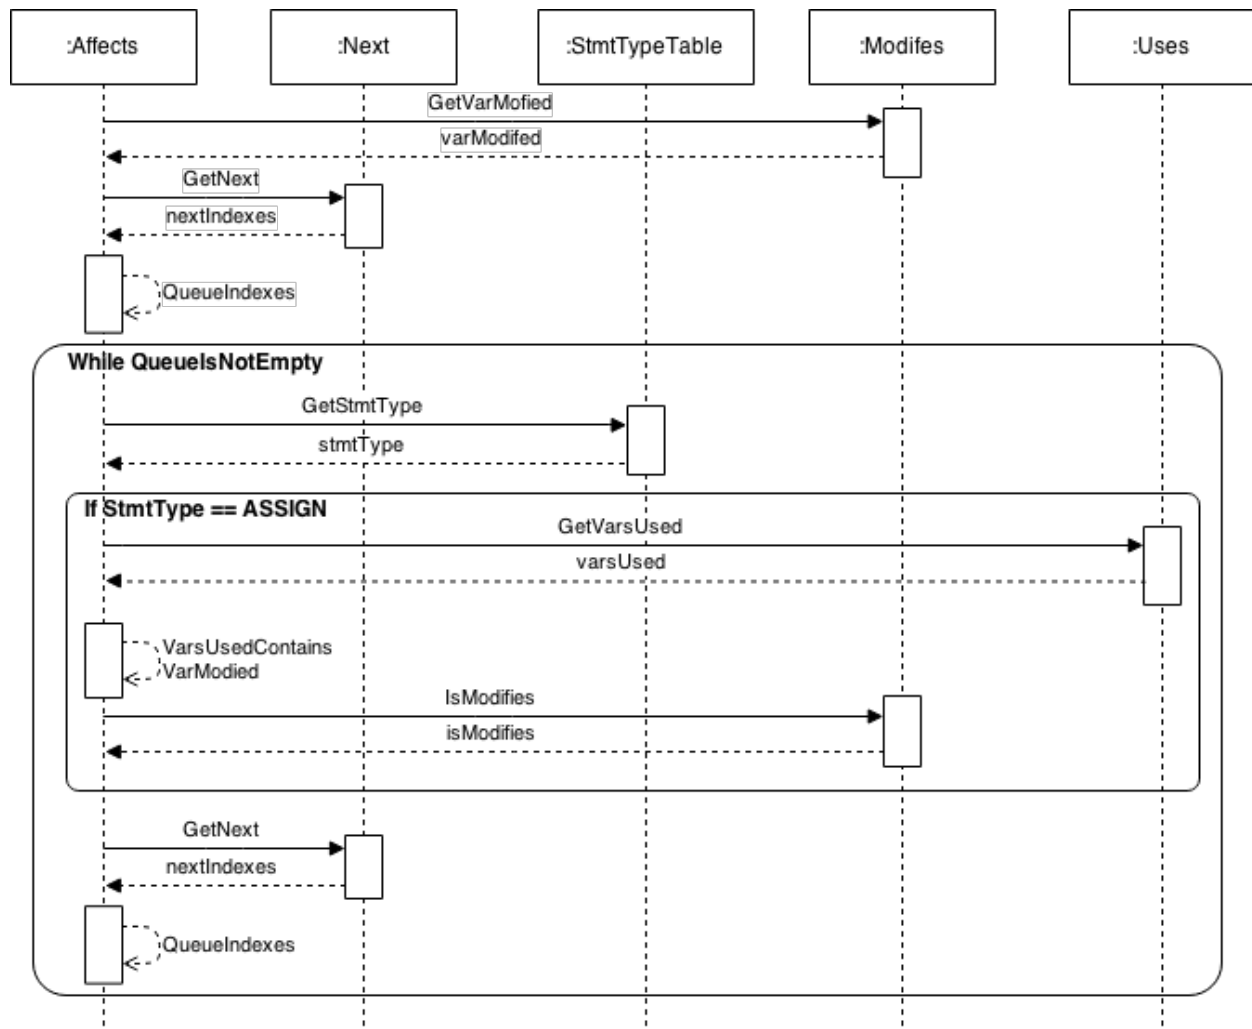 :Affects
:Next
:StmtTypeTable
:Modifes
:Uses
GetVarMofied
varModifed
GetNext
nextIndexes
QueueIndexes
While QueueIsNotEmpty
GetStmtType
stmtType
If StmtType == ASSIGN
GetVarsUsed
varsUsed
VarsUsedContains
VarModied
IsModifies
isModifies
GetNext
nextIndexes
QueueIndexes